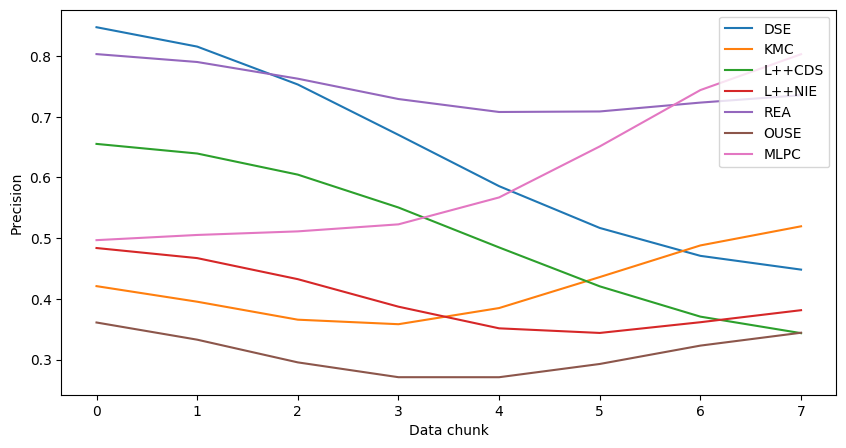 0.8
0.7
0.6
0.5
0.4
0.3
Precision
0
1
2
3
4
5
6
7
Data chunk
DSE
KMC
L++CDS
L++NIE
REA
OUSE
MLPC